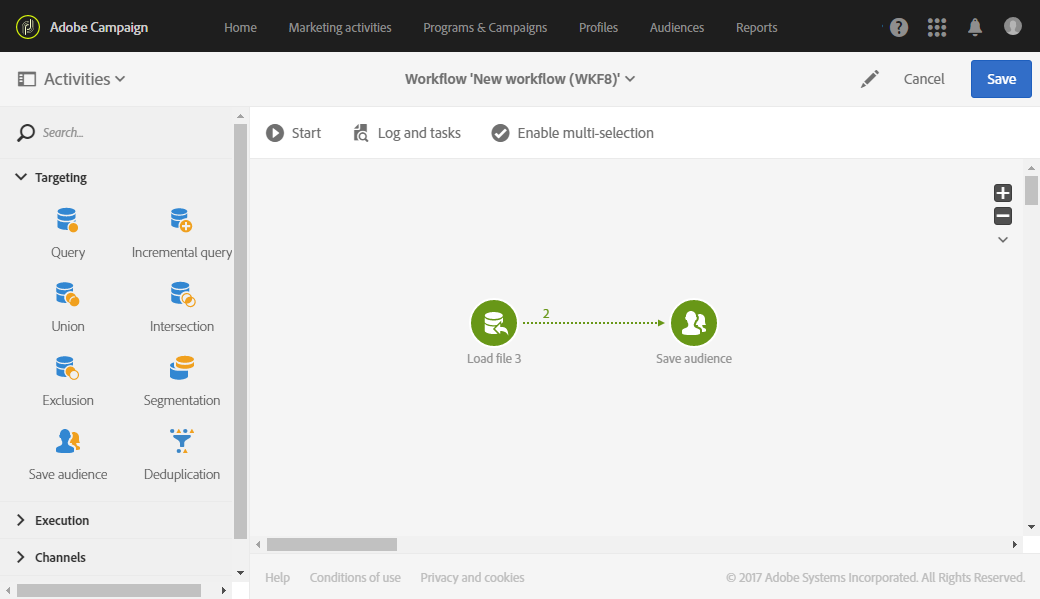 Adobe Campaign Home Marketing activities Programs & Campaigns Profiles Audiences Reports ?
Activities Workflow 'New workflow (WKF8)' Cancel Save
Search... Start Log and tasks Enable multi-selection
Targeting
Query Incremental query
Union Intersection
2
Load file 3 Save audience
Exclusion Segmentation
Save audience Deduplication
Execution
Channels
Help Conditions of use Privacy and cookies © 2017 Adobe Systems Incorporated. All Rights Reserved.